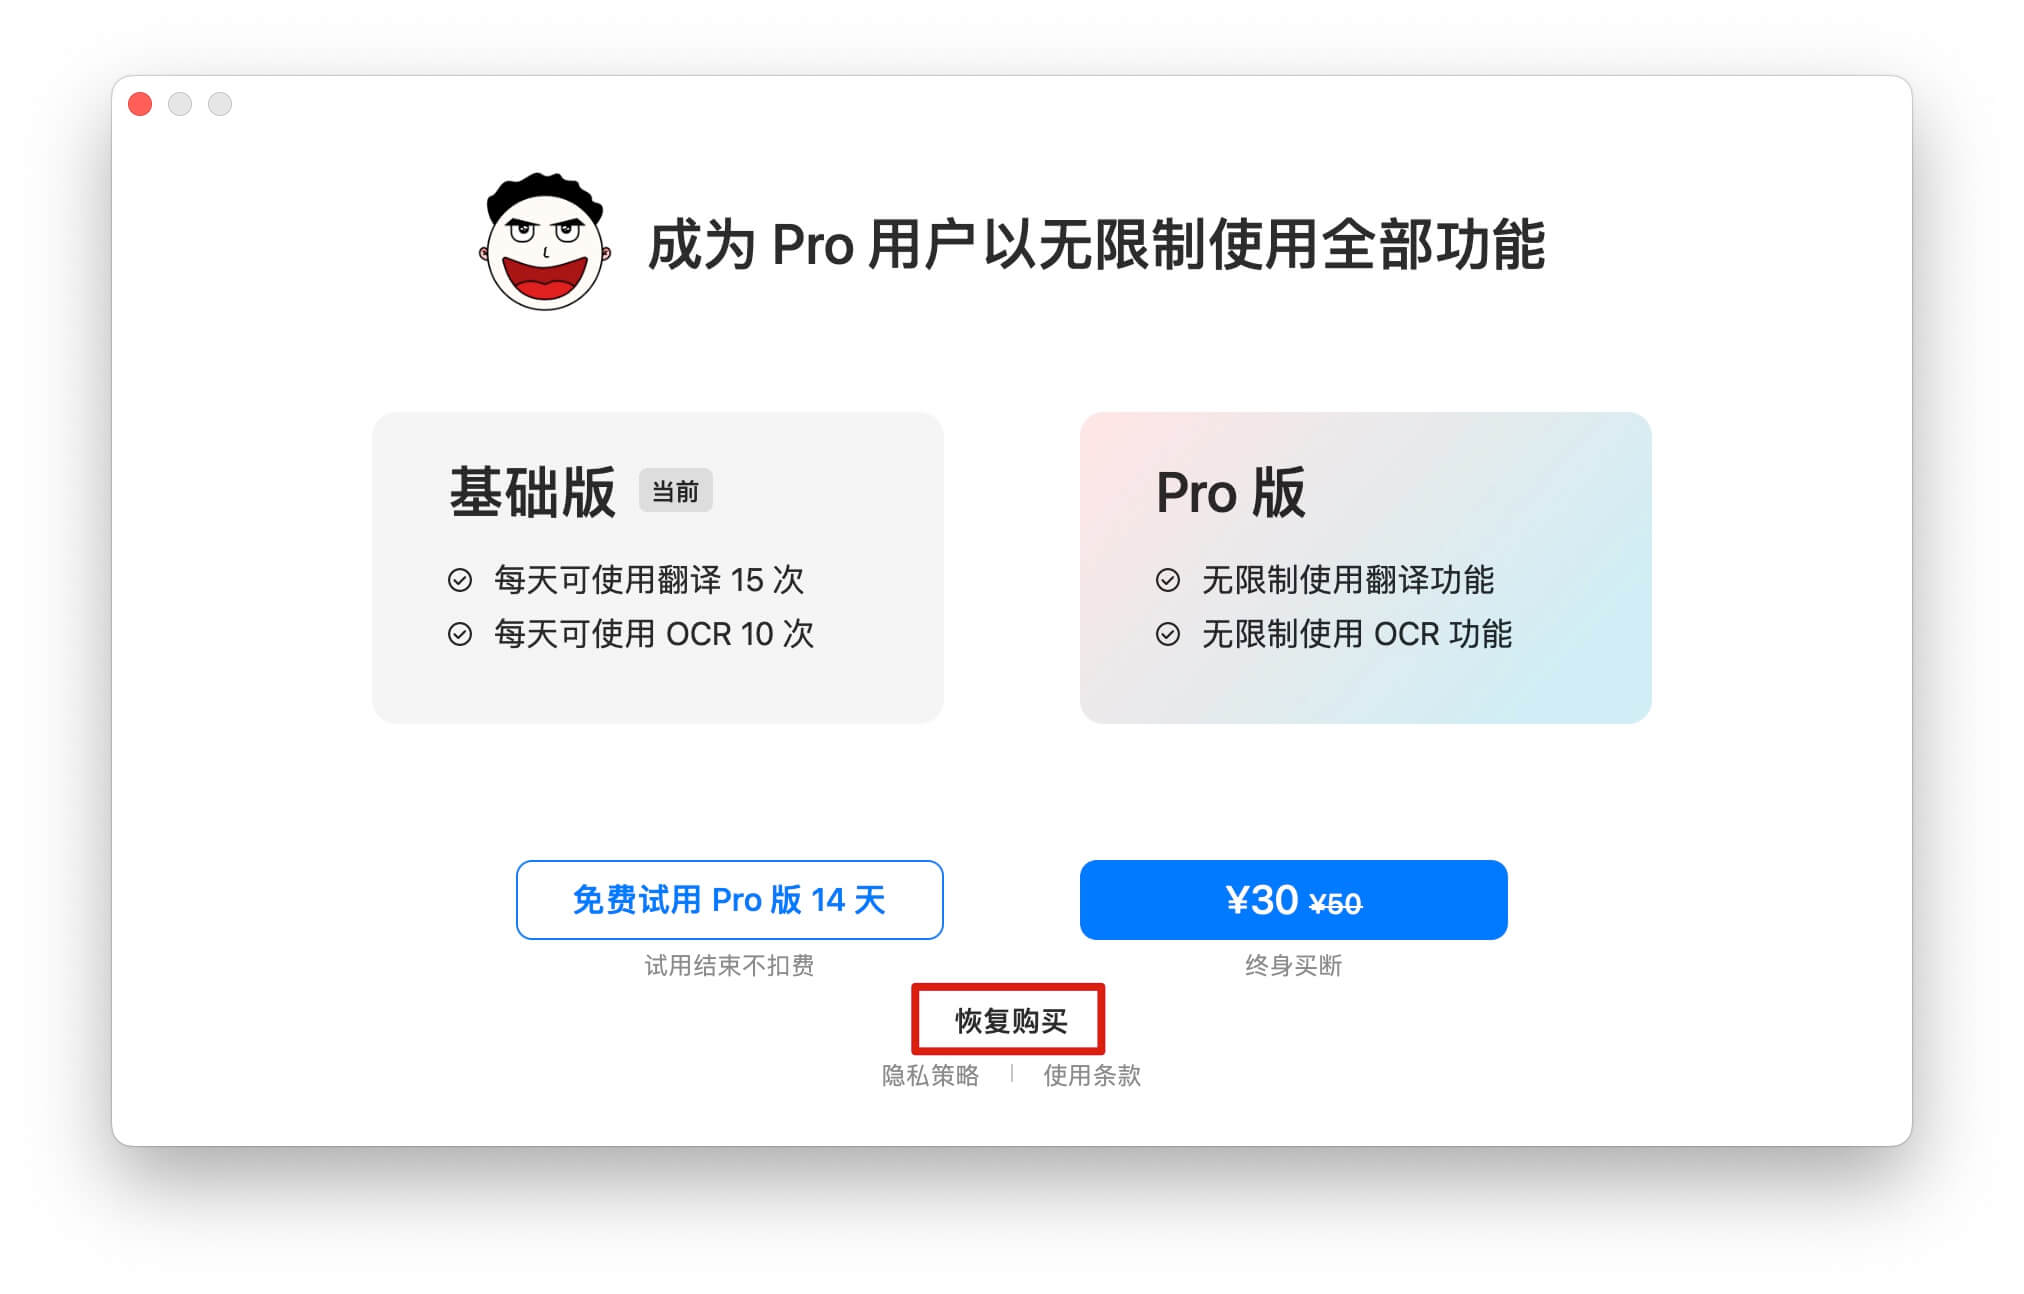 成为 Pro 用户以无限制使用全部功能
基础版 当前
每天可使用翻译 15 次
每天可使用 OCR 10 次
Pro 版
无限制使用翻译功能
无限制使用 OCR 功能
免费试用 Pro 版 14 天
试用结束不扣费
¥30 ¥50
终身买断
恢复购买
隐私策略 | 使用条款